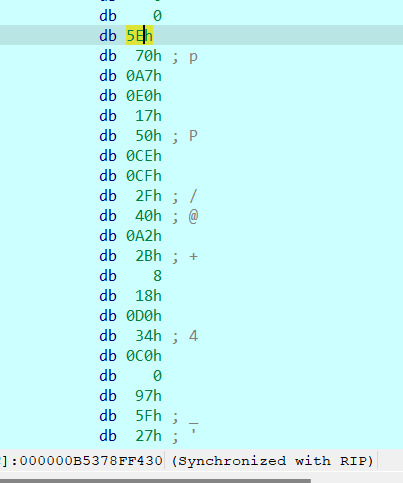 db 0
db 5Eh
db 70h ; p
db 0A7h
db 0E0h
db 17h
db 50h ; P
db 0CEh
db 0CFh
db 2Fh ; /
db 40h ; @
db 0A2h
db 2Bh ; +
db 8
db 18h
db 0D0h
db 34h ; 4
db 0C0h
db 0
db 97h
db 5Fh ; _
db 27h ; '
]:000000B5378FF430 (Synchronized with RIP)